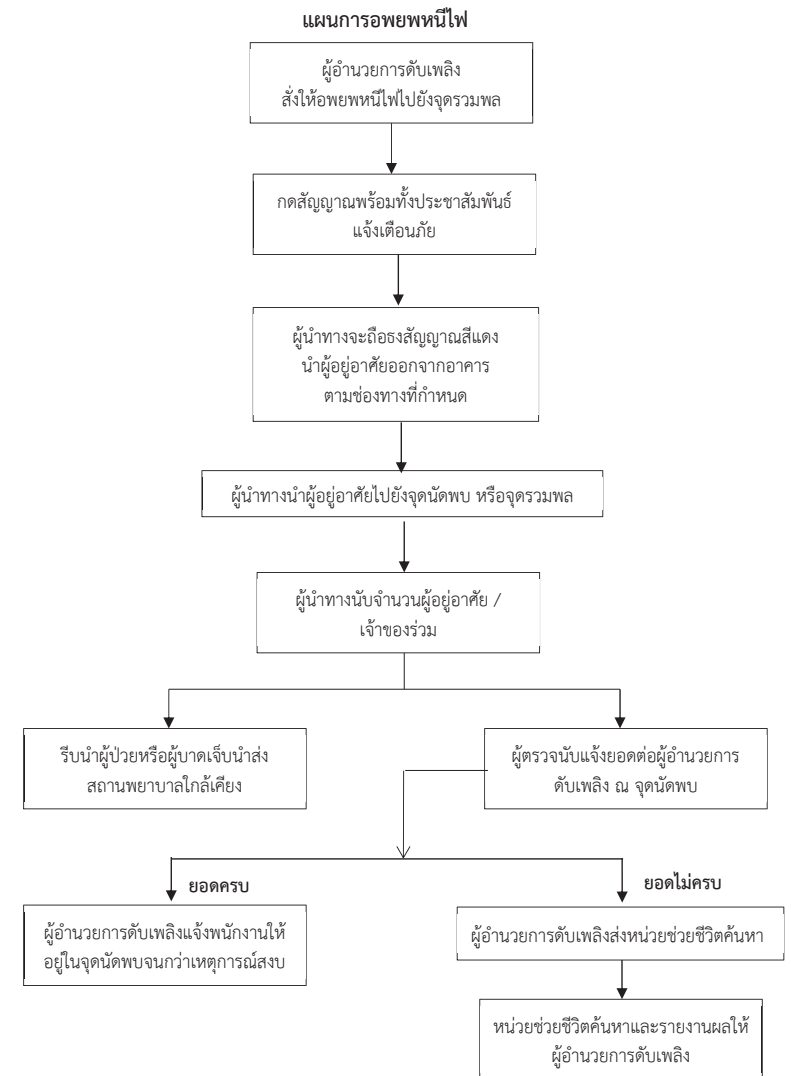 แผนการอพยพหนีไฟ
ผู้อำนวยการดับเพลิง
สั่งให้อพยพหนีไฟไปยังจุดรวมพล
กดสัญญาณพร้อมทั้งประชาสัมพันธ์
แจ้งเตือนภัย
ผู้นำทางจะถือธงสัญญาณสีแดง
นำผู้อยู่อาศัยออกจากอาคาร
ตามช่องทางที่กำหนด
ผู้นำทางนำผู้อยู่อาศัยไปยังจุดนัดพบ หรือจุดรวมพล
ผู้นำทางนับจำนวนผู้อยู่อาศัย /
เจ้าของร่วม
รีบนำผู้ป่วยหรือผู้บาดเจ็บนำส่ง
สถานพยาบาลใกล้เคียง
ผู้ตรวจนับแจ้งยอดต่อผู้อำนวยการ
ดับเพลิง ณ จุดนัดพบ
ยอดครบ
ยอดไม่ครบ
ผู้อำนวยการดับเพลิงแจ้งพนักงานให้
อยู่ในจุดนัดพบจนกว่าเหตุการณ์สงบ
ผู้อำนวยการดับเพลิงส่งหน่วยช่วยชีวิตค้นหา
หน่วยช่วยชีวิตค้นหาและรายงานผลให้
ผู้อำนวยการดับเพลิง